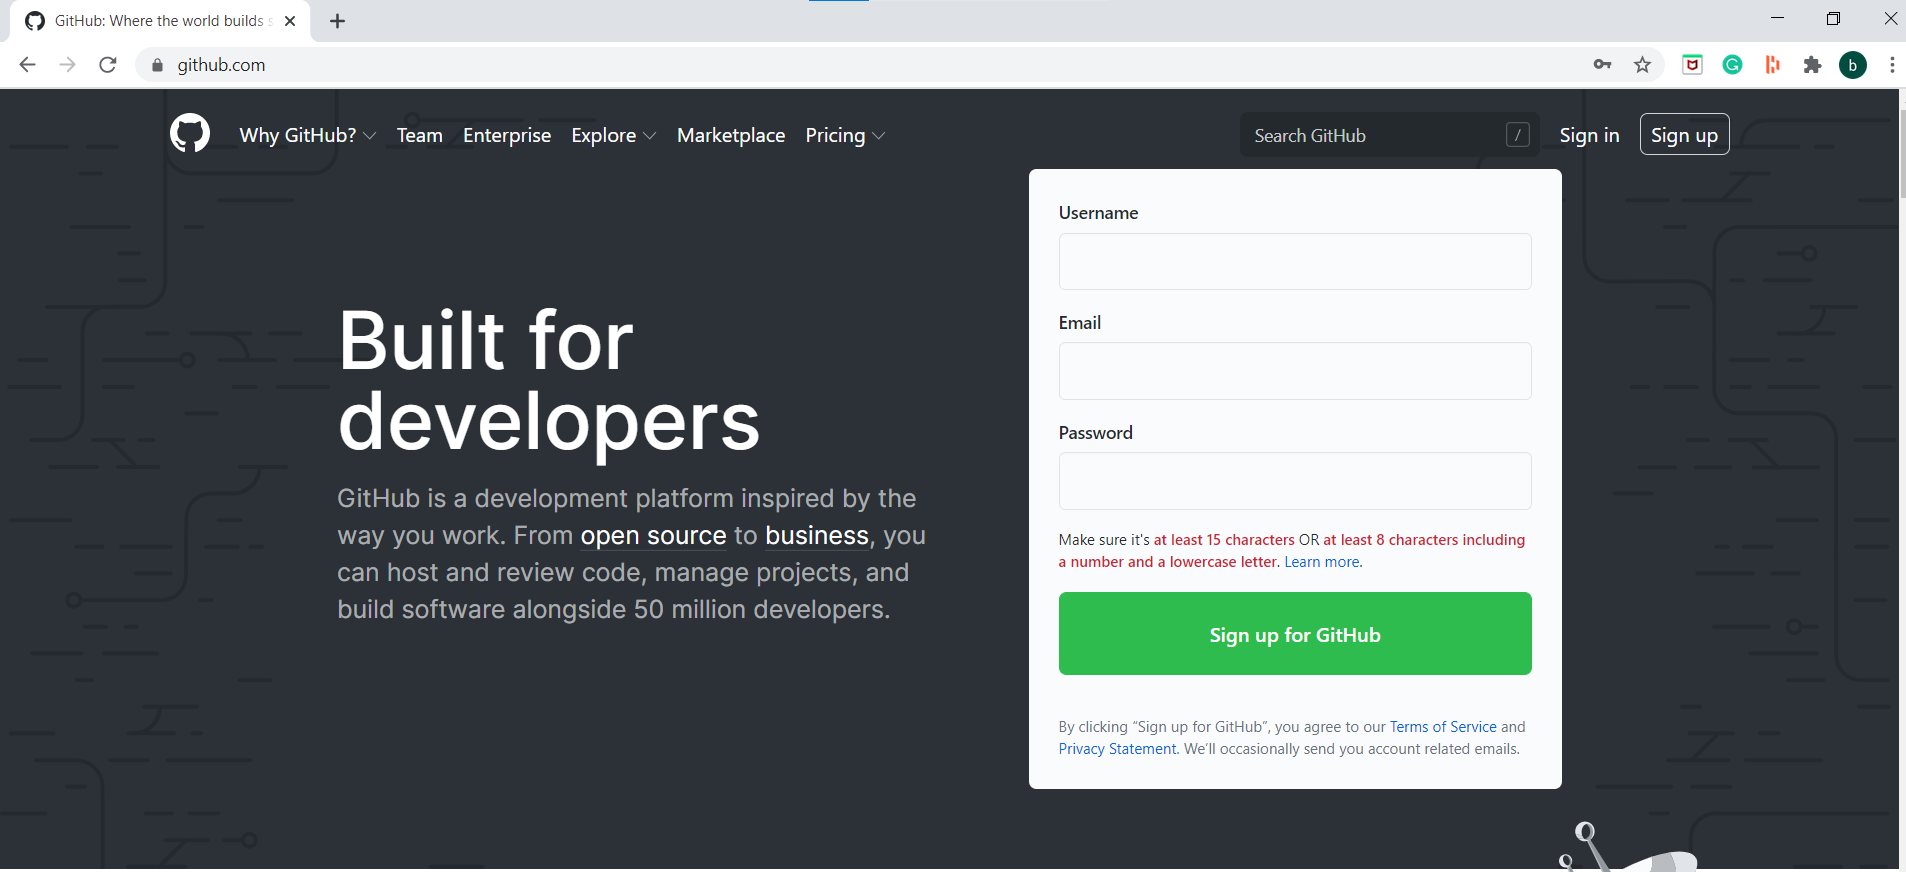 GitHub: Where the world builds s
github.com
b
Why GitHub? Team Enterprise Explore Marketplace Pricing
Search GitHub /
Sign in
Sign up
Built for
developers
GitHub is a development platform inspired by the
way you work. From open source to business, you
can host and review code, manage projects, and
build software alongside 50 million developers.
Username
Email
Password
Make sure it's at least 15 characters OR at least 8 characters including
a number and a lowercase letter. Learn more.
Sign up for GitHub
By clicking “Sign up for GitHub”, you agree to our Terms of Service and
Privacy Statement. We’ll occasionally send you account related emails.